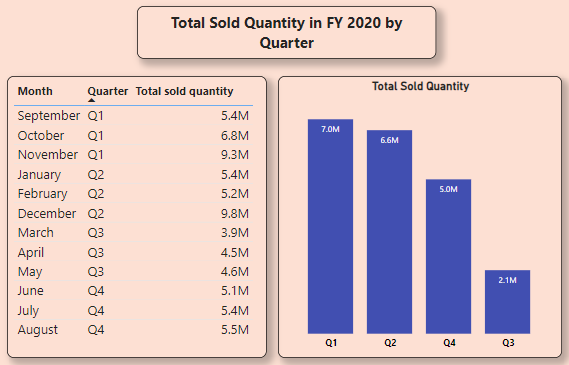 Total Sold Quantity in FY 2020 by
Quarter
Month Quarter Total sold quantity
September Q1 5.4M
October Q1 6.8M
November Q1 9.3M
January Q2 5.4M
February Q2 5.2M
December Q2 9.8M
March Q3 3.9M
April Q3 4.5M
May Q3 4.6M
June Q4 5.1M
July Q4 5.4M
August Q4 5.5M
Total Sold Quantity
7.0M
6.6M
5.0M
2.1M
Q1 Q2 Q4 Q3